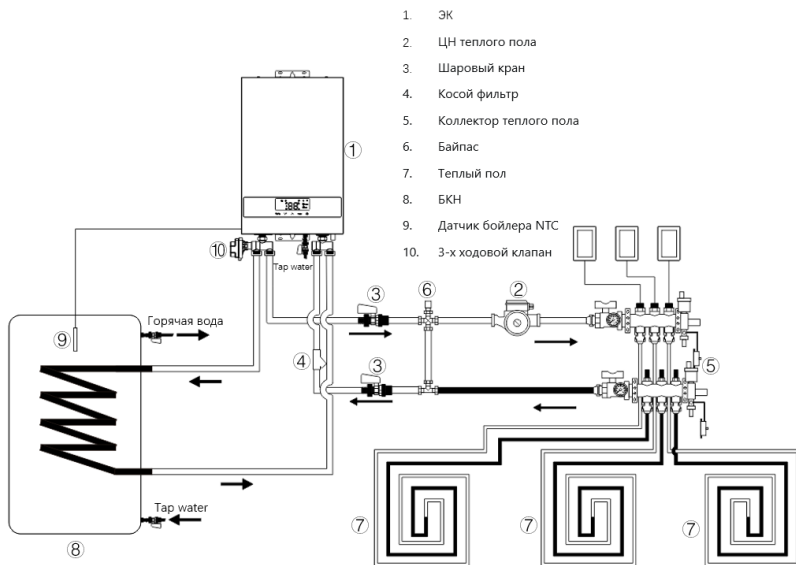 1. ЭК
2. ЦН теплого пола
3. Шаровый кран
4. Косой фильтр
5. Коллектор теплого пола
6. Байпас
7. Теплый пол
8. БКН
9. Датчик бойлера NTC
10. 3-х ходовой клапан
①
⑩
Tap water
③
⑥
②
Горячая вода
⑨
④
③
⑤
Tap water
⑦
⑦
⑦
⑧